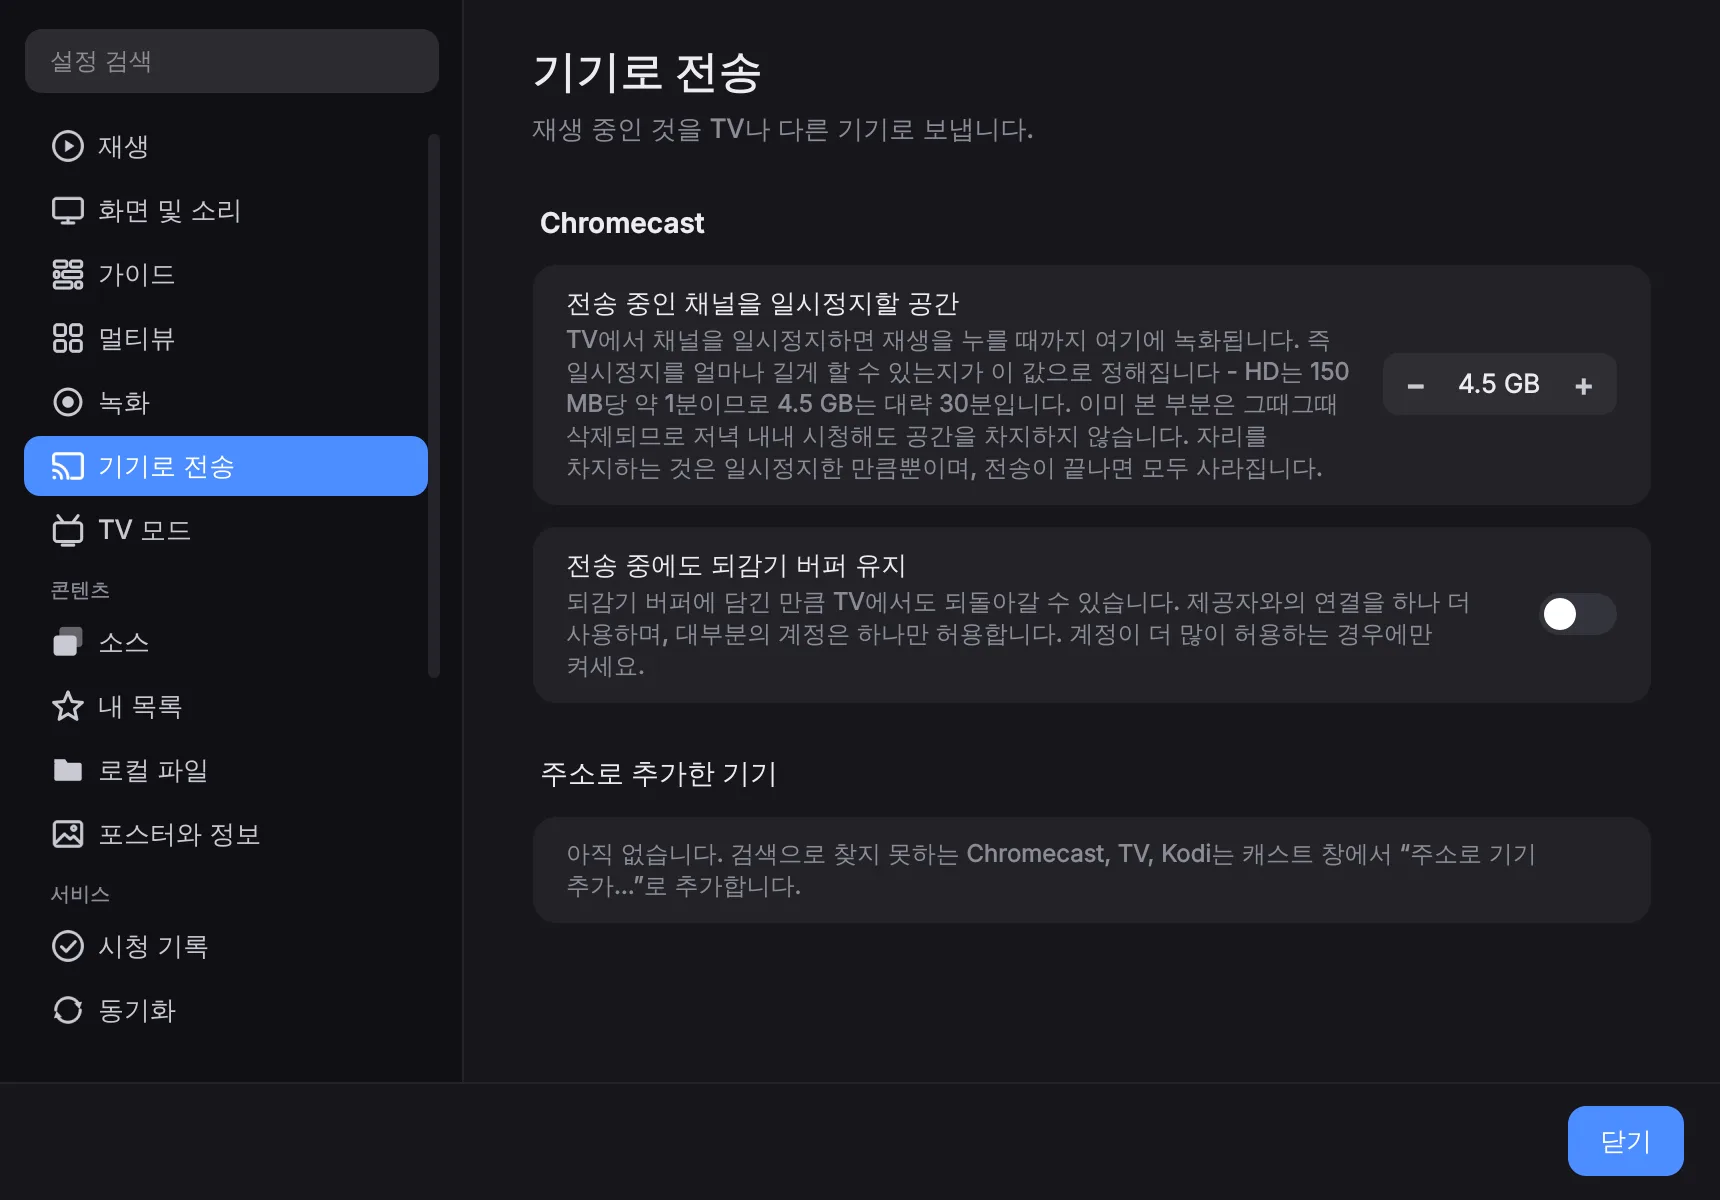 설정 검색
재생
화면 및 소리
가이드
멀티뷰
녹화
기기로 전송
TV 모드
콘텐츠
소스
내 목록
로컬 파일
포스터와 정보
서비스
시청 기록
동기화
기기로 전송
재생 중인 것을 TV나 다른 기기로 보냅니다.
Chromecast
전송 중인 채널을 일시정지할 공간
TV에서 채널을 일시정지하면 재생을 누를 때까지 여기에 녹화됩니다. 즉
일시정지를 얼마나 길게 할 수 있는지가 이 값으로 정해집니다 - HD는 150
MB당 약 1분이므로 4.5 GB는 대략 30분입니다. 이미 본 부분은 그때그때
삭제되므로 저녁 내내 시청해도 공간을 차지하지 않습니다. 자리를
차지하는 것은 일시정지한 만큼뿐이며, 전송이 끝나면 모두 사라집니다.
− 4.5 GB +
전송 중에도 되감기 버퍼 유지
되감기 버퍼에 담긴 만큼 TV에서도 되돌아갈 수 있습니다. 제공자와의 연결을 하나 더
사용하며, 대부분의 계정은 하나만 허용합니다. 계정이 더 많이 허용하는 경우에만
켜세요.
주소로 추가한 기기
아직 없습니다. 검색으로 찾지 못하는 Chromecast, TV, Kodi는 캐스트 창에서 “주소로 기기
추가...”로 추가합니다.
닫기